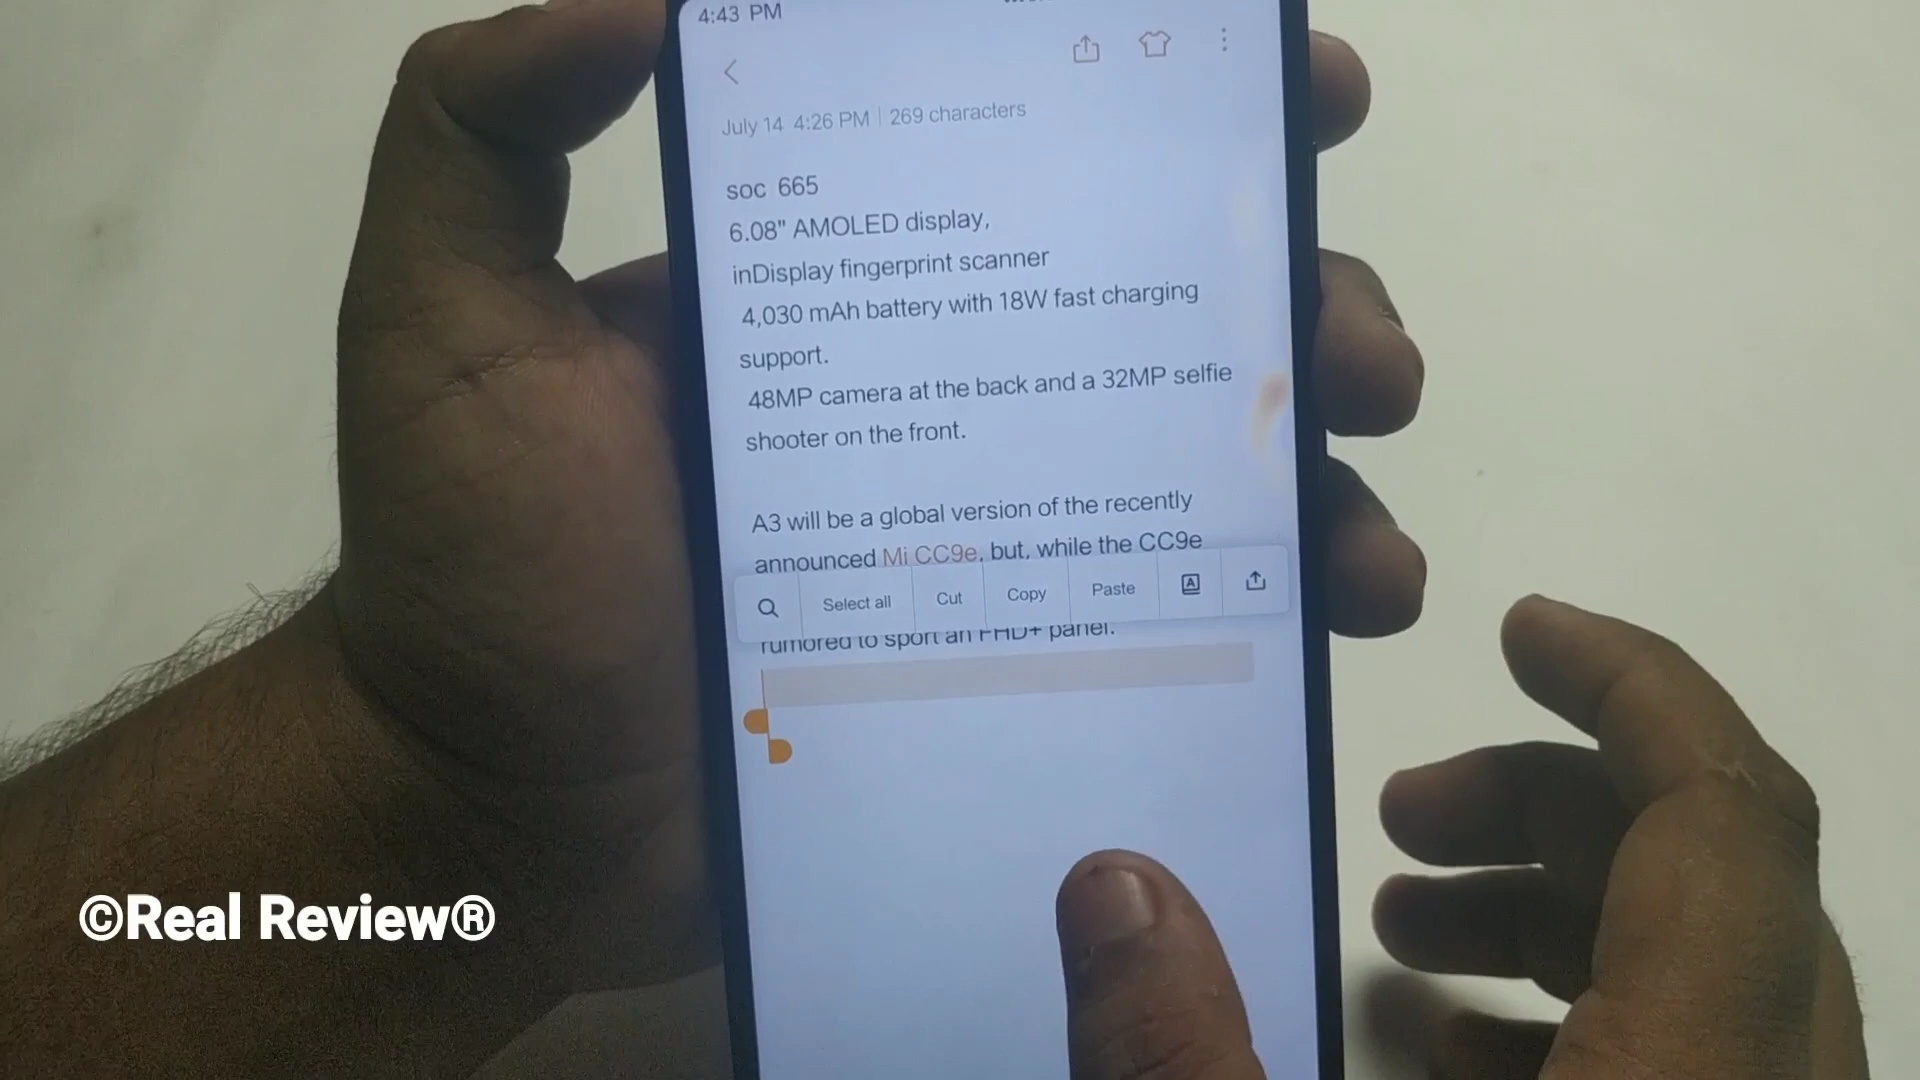 4:43 PM
July 14 4:26 PM | 269 characters
soc 665
6.08" AMOLED display,
inDisplay fingerprint scanner
4,030 mAh battery with 18W fast charging
support.
48MP camera at the back and a 32MP selfie
shooter on the front.
A3 will be a global version of the recently
announced Mi CC9e, but, while the CC9e
Select all Cut Copy Paste
rumored to sport an FHD+ panel.
©Real Review®